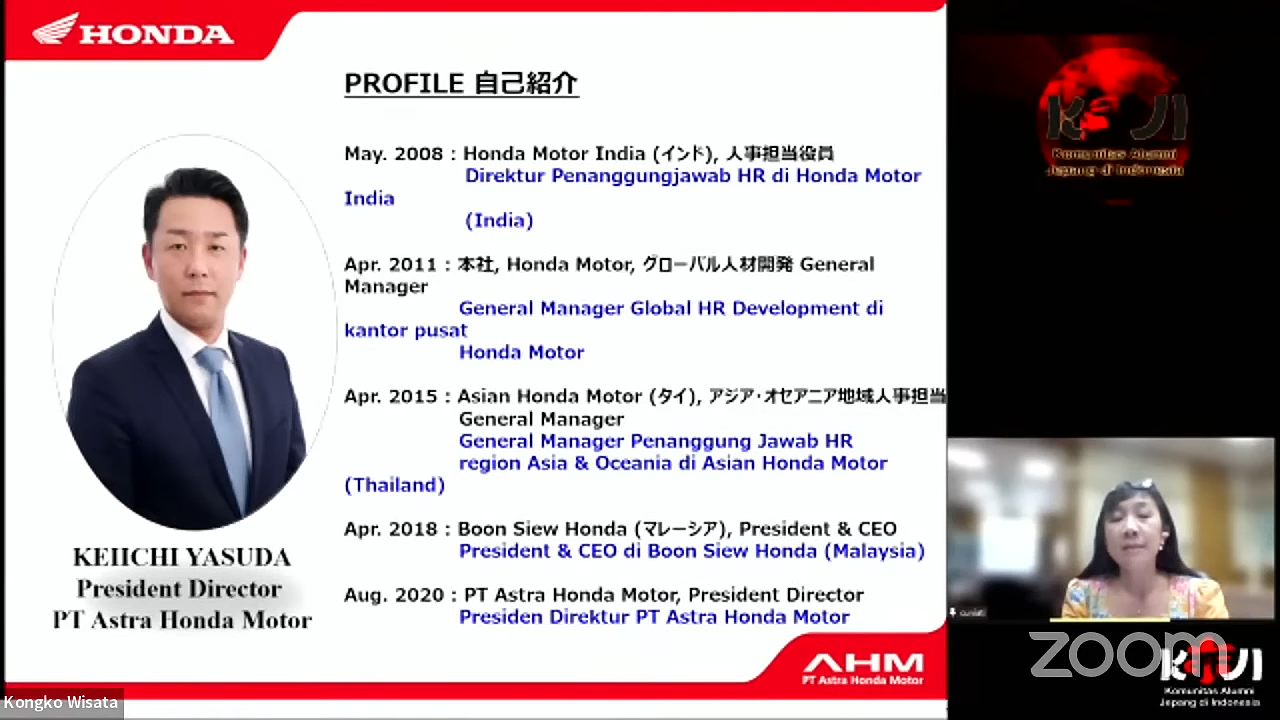 HONDA
PROFILE 自己紹介
May. 2008 : Honda Motor India (インド), 人事担当役員
Direktur Penanggungjawab HR di Honda Motor
India
(India)
Apr. 2011 : 本社, Honda Motor, グローバル人材開発 General
Manager
General Manager Global HR Development di
kantor pusat
Honda Motor
Apr. 2015 : Asian Honda Motor (タイ), アジア・オセアニア地域人事担当
General Manager
General Manager Penanggung Jawab HR
region Asia & Oceania di Asian Honda Motor
(Thailand)
Apr. 2018 : Boon Siew Honda (マレーシア), President & CEO
President & CEO di Boon Siew Honda (Malaysia)
Aug. 2020 : PT Astra Honda Motor, President Director
Presiden Direktur PT Astra Honda Motor
KEIICHI YASUDA
President Director
PT Astra Honda Motor
AHM
PT Astra Honda Motor
Kongko Wisata
KAJI
Komunitas Alumni
Jepang di Indonesia
zoom
KAJI
Komunitas Alumni
Jepang di Indonesia